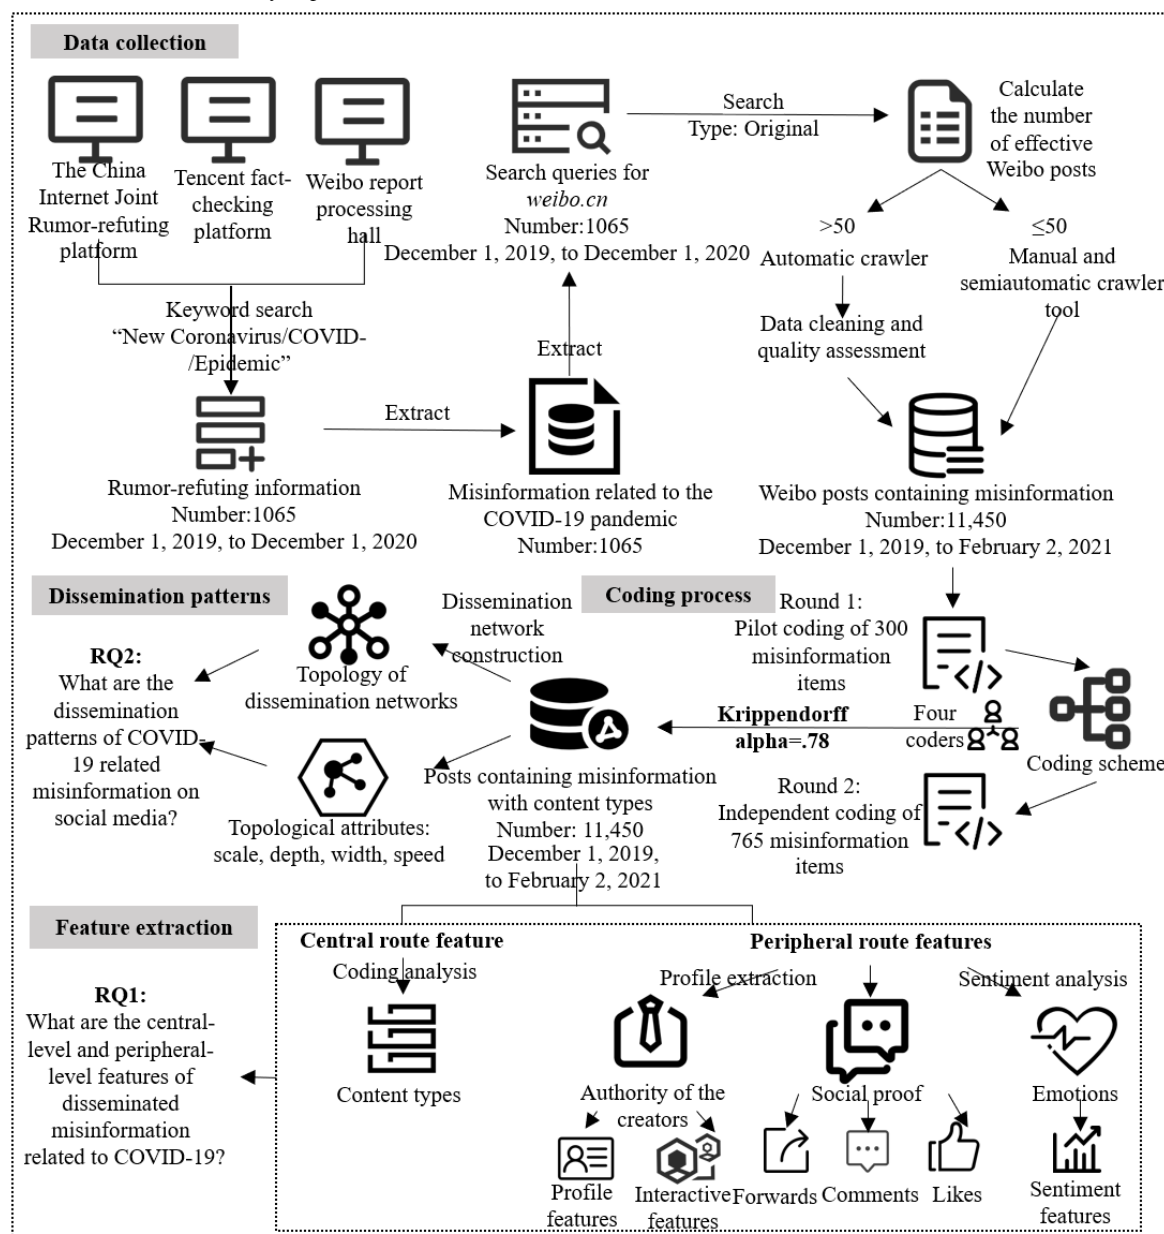 Data collection
The China
Internet Joint
Rumor-refuting
platform
Tencent fact-
checking
platform
Weibo report
processing
hall
Keyword search
“New Coronavirus/COVID-
/Epidemic”
Rumor-refuting information
Number:1065
December 1, 2019, to December 1, 2020
Extract
Misinformation related to the
COVID-19 pandemic
Number:1065
Extract
Search queries for
weibo.cn
Number:1065
December 1, 2019, to December 1, 2020
Search
Type: Original
Calculate
the number
of effective
Weibo posts
>50
Automatic crawler
Data cleaning and
quality assessment
≤50
Manual and
semiautomatic crawler
tool
Weibo posts containing misinformation
Number:11,450
December 1, 2019, to February 2, 2021
Coding process
Round 1:
Pilot coding of 300
misinformation
items
Four
coders
Coding scheme
Round 2:
Independent coding of
765 misinformation
items
Krippendorff
alpha=.78
Posts containing misinformation
with content types
Number: 11,450
December 1, 2019,
to February 2, 2021
Dissemination patterns
Dissemination
network
construction
Topology of
dissemination networks
Topological attributes:
scale, depth, width, speed
RQ2:
What are the
dissemination
patterns of COVID-
19 related
misinformation on
social media?
Feature extraction
RQ1:
What are the central-
level and peripheral-
level features of
disseminated
misinformation
related to COVID-19?
Central route feature
Coding analysis
Content types
Peripheral route features
Profile extraction
Sentiment analysis
Authority of the
creators
Social proof
Emotions
Profile
features
Interactive
features
Forwards
Comments
Likes
Sentiment
features